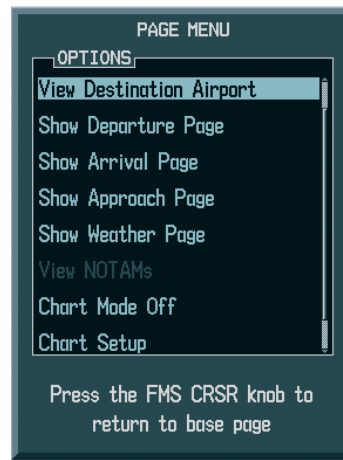 PAGE MENU
OPTIONS
View Destination Airport
Show Departure Page
Show Arrival Page
Show Approach Page
Show Weather Page
View NOTAMs
Chart Mode Off
Chart Setup
Press the FMS CRSR knob to
return to base page